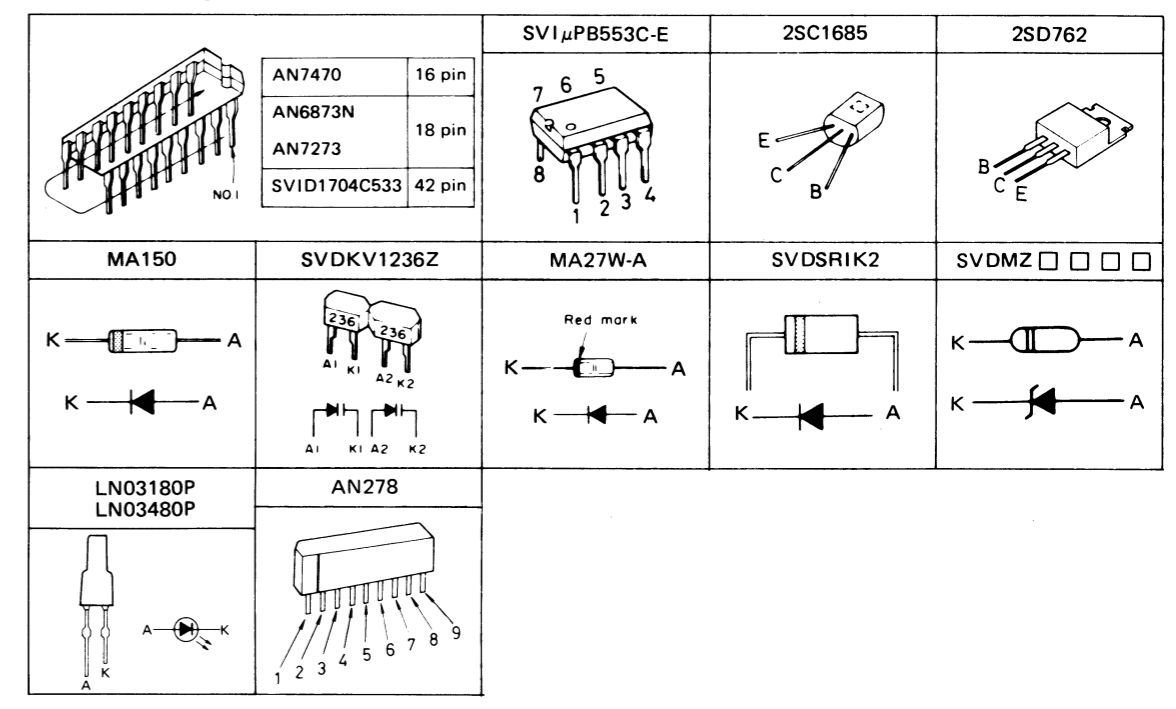 AN7470 16 pin
AN6873N
AN7273
18 pin
SVID1704C533 42 pin
NO.1
SVIμPB553C-E
7 6 5
8
1 2 3 4
2SC1685
E
C
B
2SD762
B
C
E
MA150
K A
K A
SVDKV1236Z
236 236
A1 K1 A2 K2
A1 K1 A2 K2
MA27W-A
Red mark
K A
K A
SVDSRIK2
K A
SVDMZ □ □ □ □
K A
K A
LN03180P
LN03480P
A K
A K
AN278
1 2 3 4 5 6 7 8 9